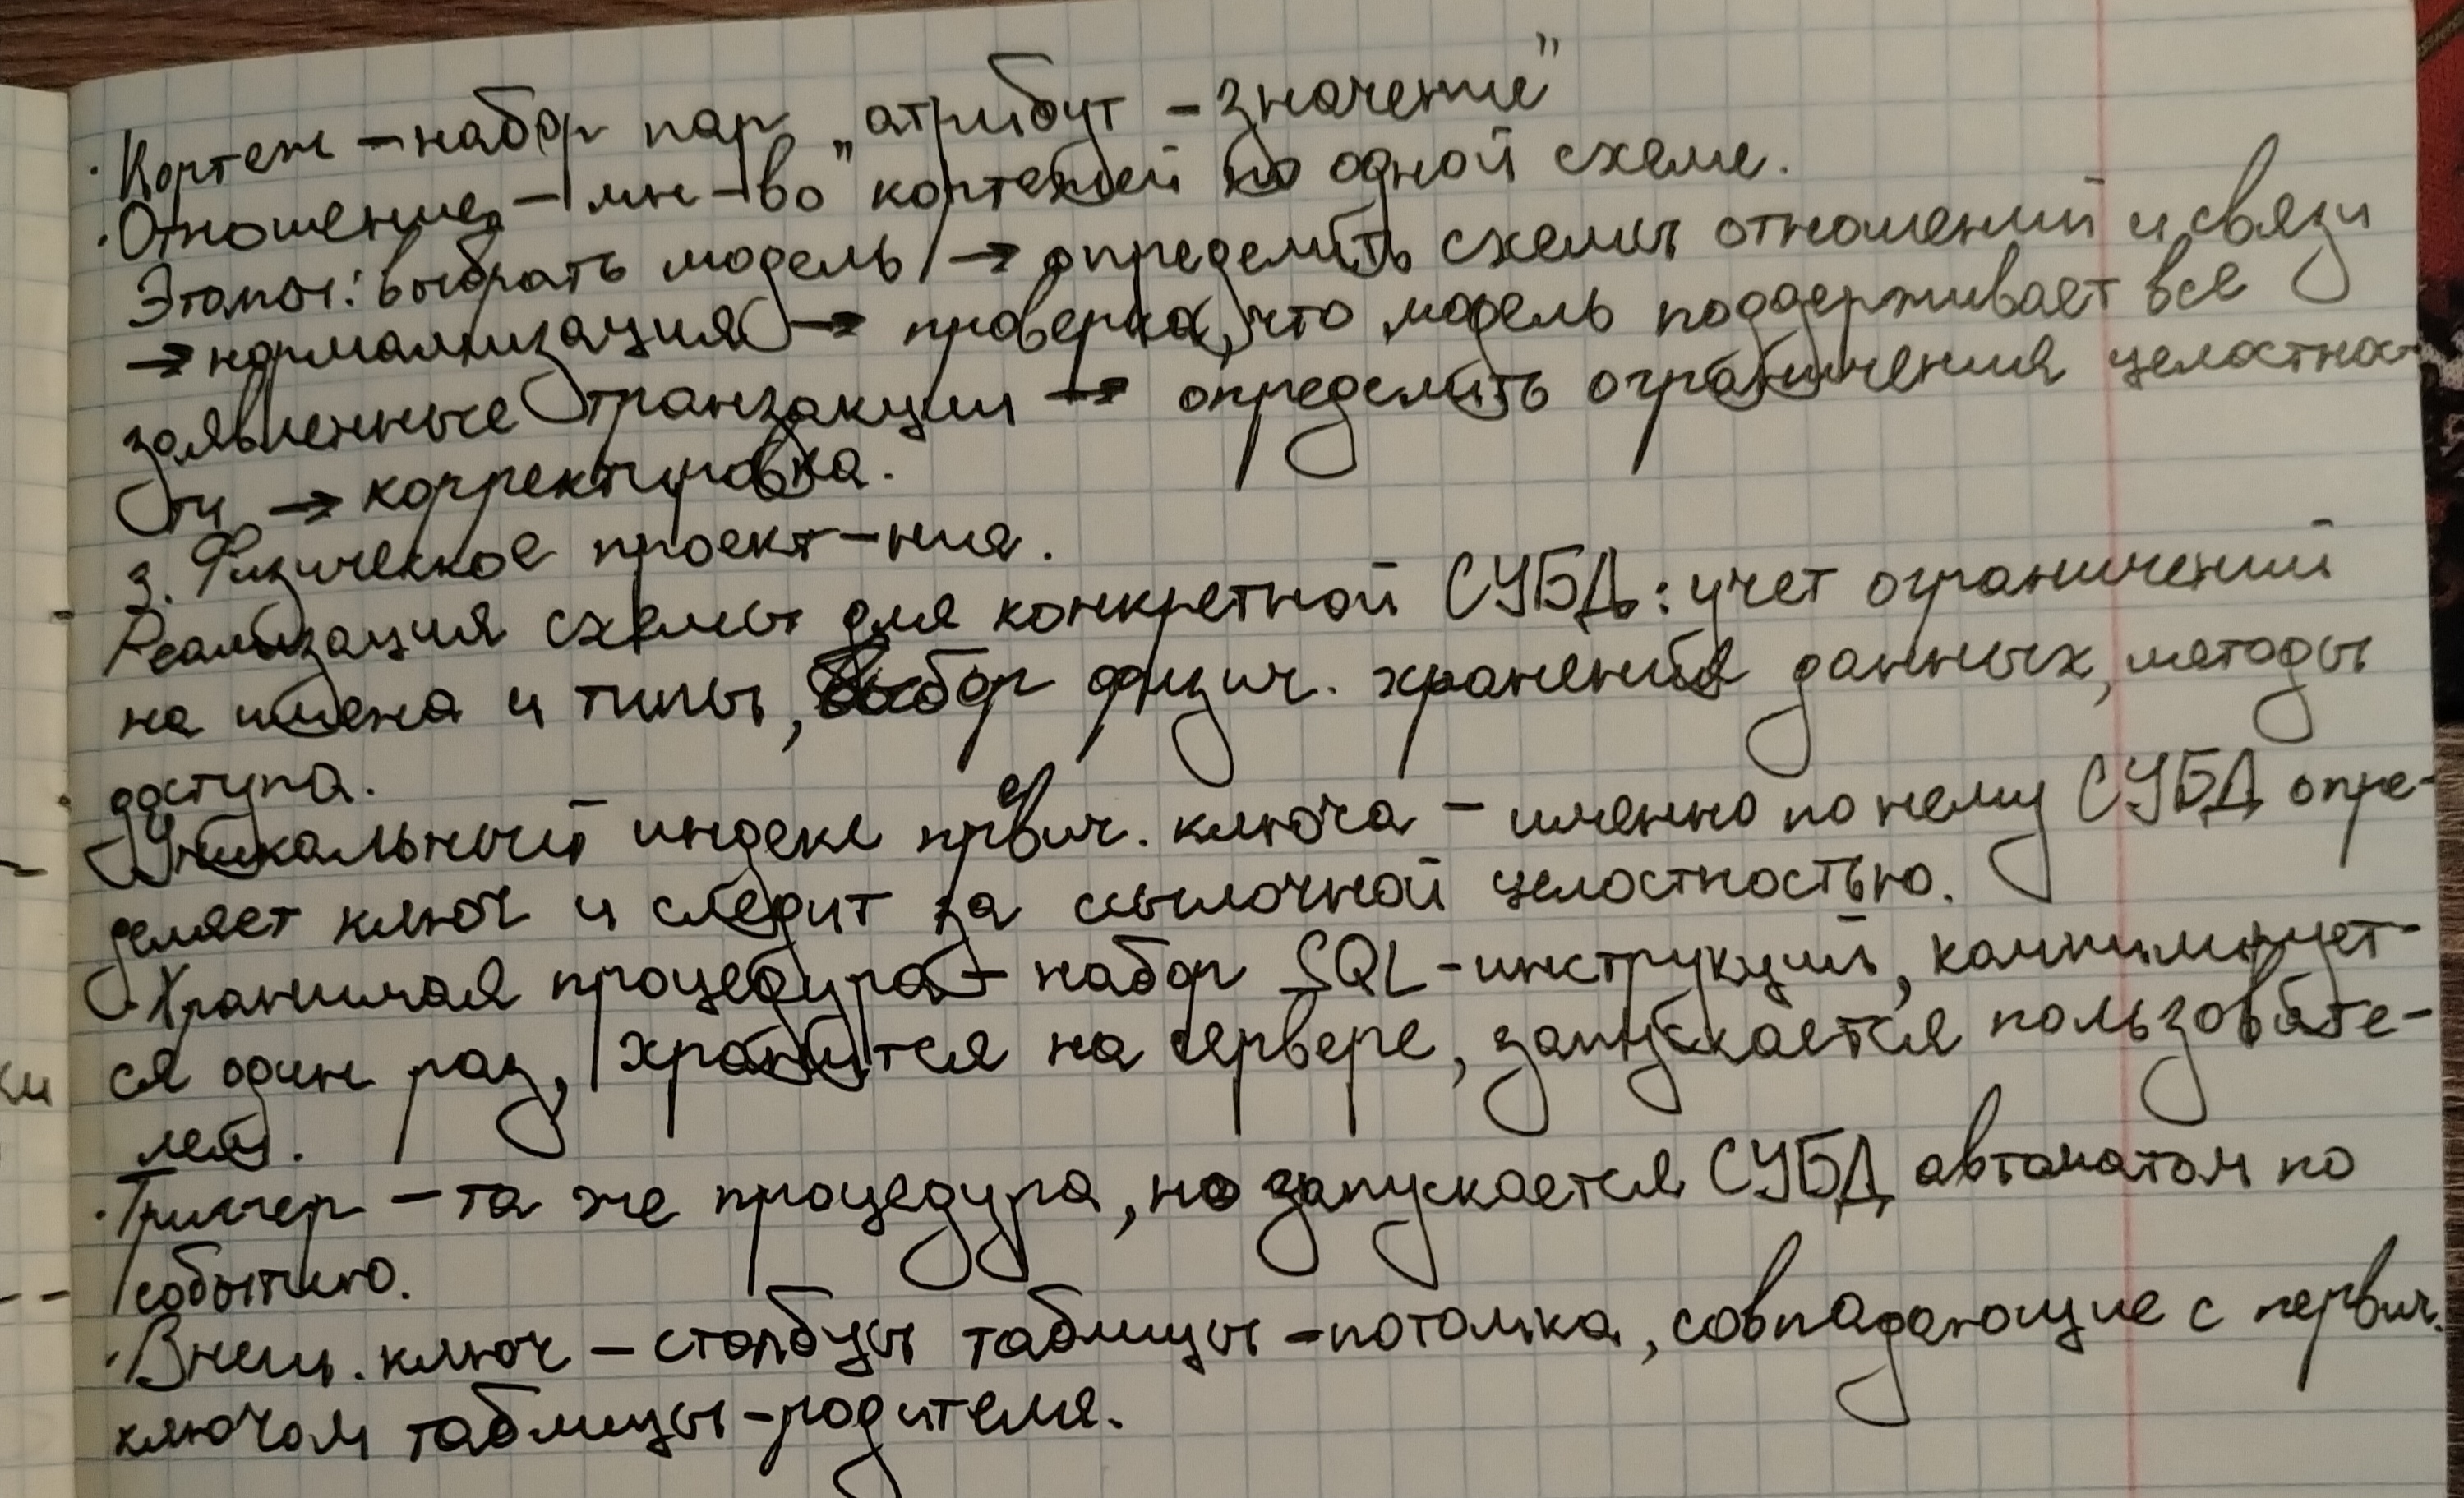 · Кортеж – набор пар „атрибут – значение"
· Отношение – мн-во кортежей по одной схеме.
Этапы: выбрать модель → определить схемы отношений и связи
→ нормализация → проверка, что модель поддерживает все
заявленные транзакции → определить ограничения целостно-
сти → корректировка.
3. Физическое проект-ния.
Реализация схемы для конкретной СУБД: учет ограничений
на имена и типы, выбор физич. хранения данных, методы
доступа.
Уникальный индекс первич. ключа – именно по нему СУБД опре-
деляет ключ и следит за ссылочной целостностью.
· Хранимая процедура – набор SQL-инструкций, компилирует-
ся один раз, хранится на сервере, запускается пользовате-
лем.
· Триггер – та же процедура, но запускается СУБД автоматом по
событию.
· Внеш. ключ – столбцы таблицы-потомка, совпадающие с первич.
ключом таблицы-родителя.
ки